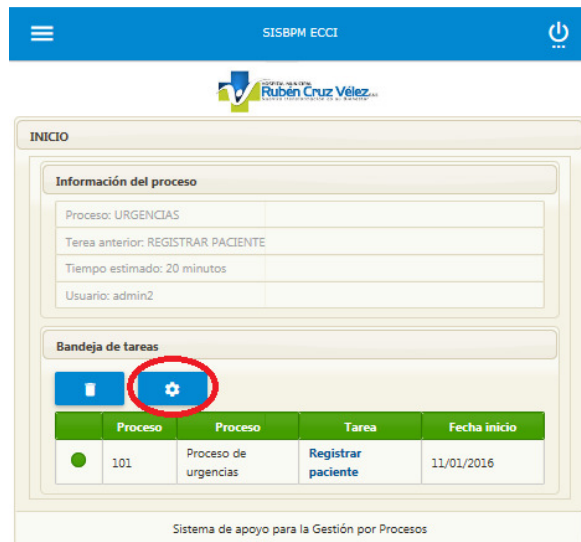 SISBPM ECCI
Rubén Cruz Vélez
INICIO
Información del proceso
Proceso: URGENCIAS
Terea anterior: REGISTRAR PACIENTE
Tiempo estimado: 20 minutos
Usuario: admin2
Bandeja de tareas
Proceso Proceso Tarea Fecha inicio
101 Proceso de urgencias Registrar paciente 11/01/2016
Sistema de apoyo para la Gestión por Procesos